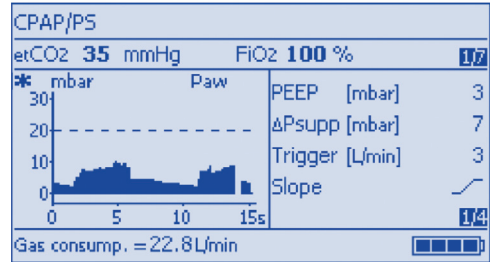 CPAP/PS
etCO2 35 mmHg FiO2 100 % 1/7
* mbar Paw
30
20
10
0
0 5 10 15s
PEEP [mbar] 3
ΔPsupp [mbar] 7
Trigger [L/min] 3
Slope
1/4
Gas consump. =22.8L/min